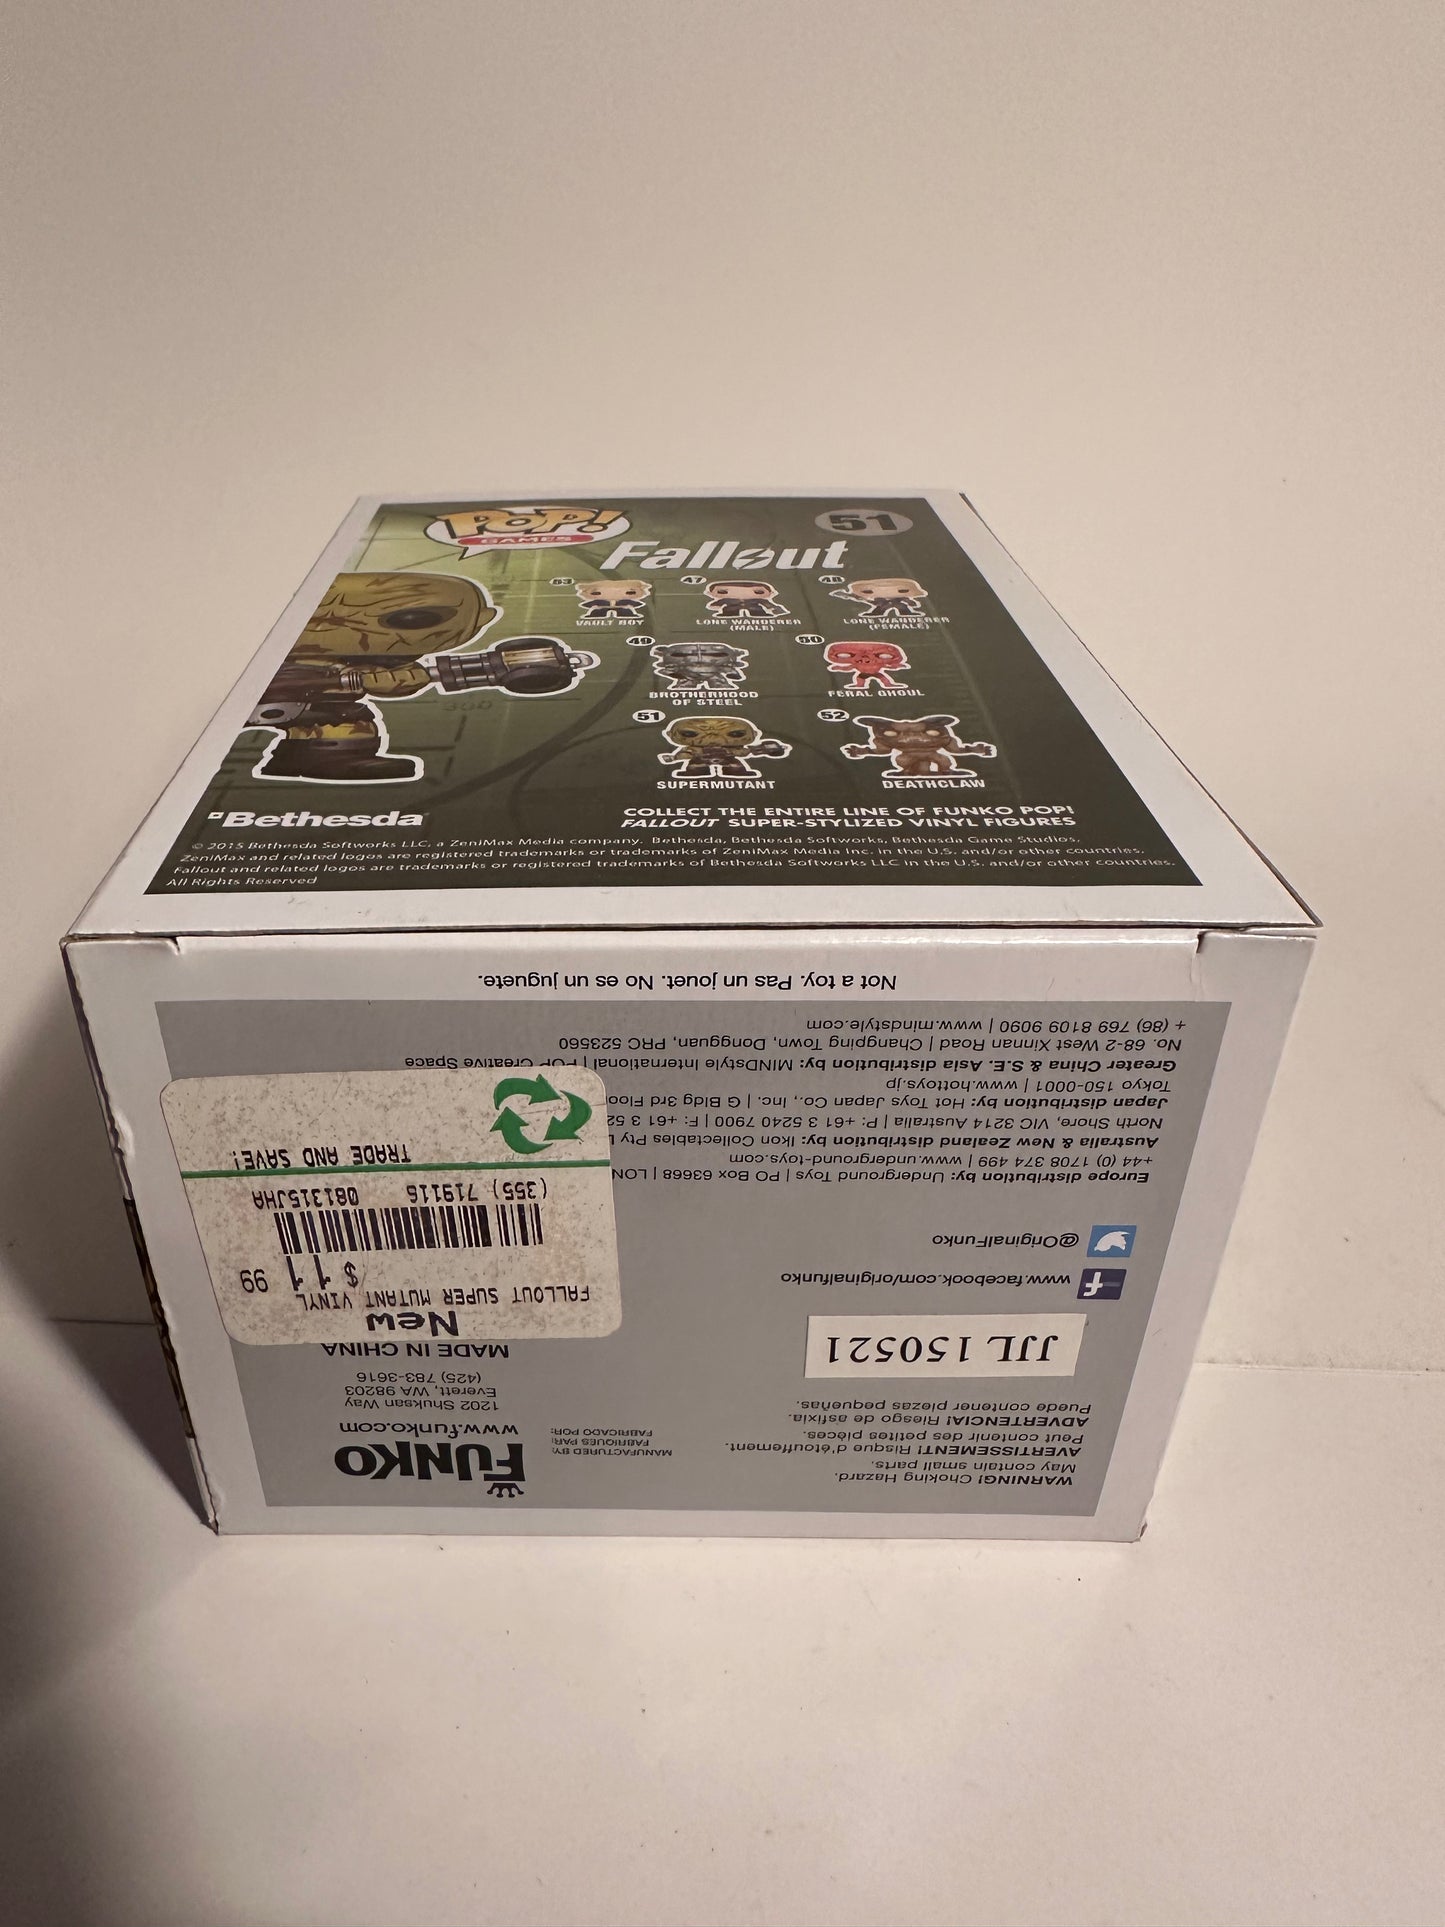 POP!
GAMES
51
Fallout
53
VAULT BOY
47
LONE WANDERER
(MALE)
48
LONE WANDERER
(FEMALE)
49
BROTHERHOOD
OF STEEL
50
FERAL GHOUL
51
SUPERMUTANT
52
DEATHCLAW
Bethesda
COLLECT THE ENTIRE LINE OF FUNKO POP!
FALLOUT SUPER-STYLIZED VINYL FIGURES
© 2015 Bethesda Softworks LLC, a ZeniMax Media company. Bethesda, Bethesda Softworks, Bethesda Game Studios,
ZeniMax and related logos are registered trademarks or trademarks of ZeniMax Media Inc. in the U.S. and/or other countries.
Fallout and related logos are trademarks or registered trademarks of Bethesda Softworks LLC in the U.S. and/or other countries.
All Rights Reserved
WARNING! Choking Hazard.
May contain small parts.
AVERTISSEMENT! Risque d'étouffement.
Peut contenir des petites pièces.
ADVERTENCIA! Riesgo de asfixia.
Puede contener piezas pequeñas.
MANUFACTURED BY:
FABRIQUES PAR:
FABRICADO POR:
FUNKO
www.funko.com
1202 Shuksan Way
Everett, WA 98203
(425) 783-3616
MADE IN CHINA
JJL 150521
f www.facebook.com/originalfunko
@OriginalFunko
New
FALLOUT SUPER MUTANT VINYL
$ 11 99
(355) 719116 081315JHA
TRADE AND SAVE!
Europe distribution by: Underground Toys | PO Box 63668 | LON
+44 (0) 1708 374 499 | www.underground-toys.com
Australia & New Zealand distribution by: Ikon Collectables Pty L
North Shore, VIC 3214 Australia | P: +61 3 5240 7900 | F: +61 3 52
Japan distribution by: Hot Toys Japan Co., Inc. | G Bldg 3rd Floor
Tokyo 150-0001 | www.hottoys.jp
Greater China & S.E. Asia distribution by: MINDstyle International | POP Creative Space
No. 68-2 West Xinnan Road | Changping Town, Dongguan, PRC 523560
+ (86) 769 8109 9090 | www.mindstyle.com
Not a toy. Pas un jouet. No es un juguete.